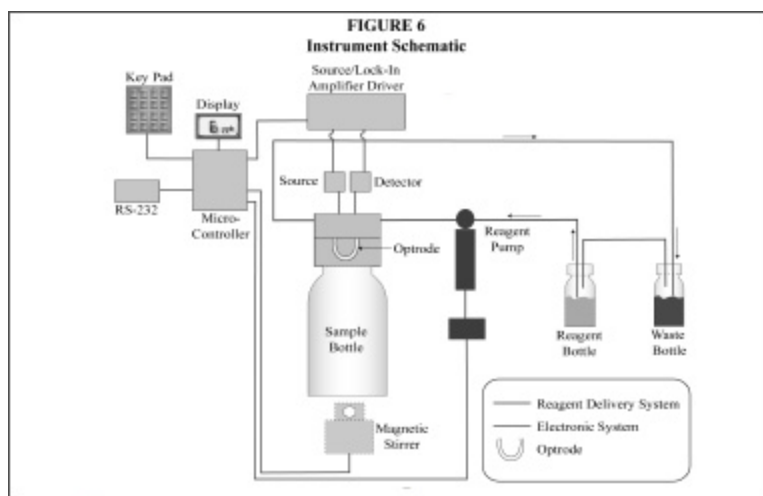 FIGURE 6
Instrument Schematic
Source/Lock-In
Amplifier Driver
Key Pad
Display
Source
Detector
RS-232
Micro-
Controller
Optrode
Reagent
Pump
Sample
Bottle
Reagent
Bottle
Waste
Bottle
Magnetic
Stirrer
Reagent Delivery System
Electronic System
Optrode